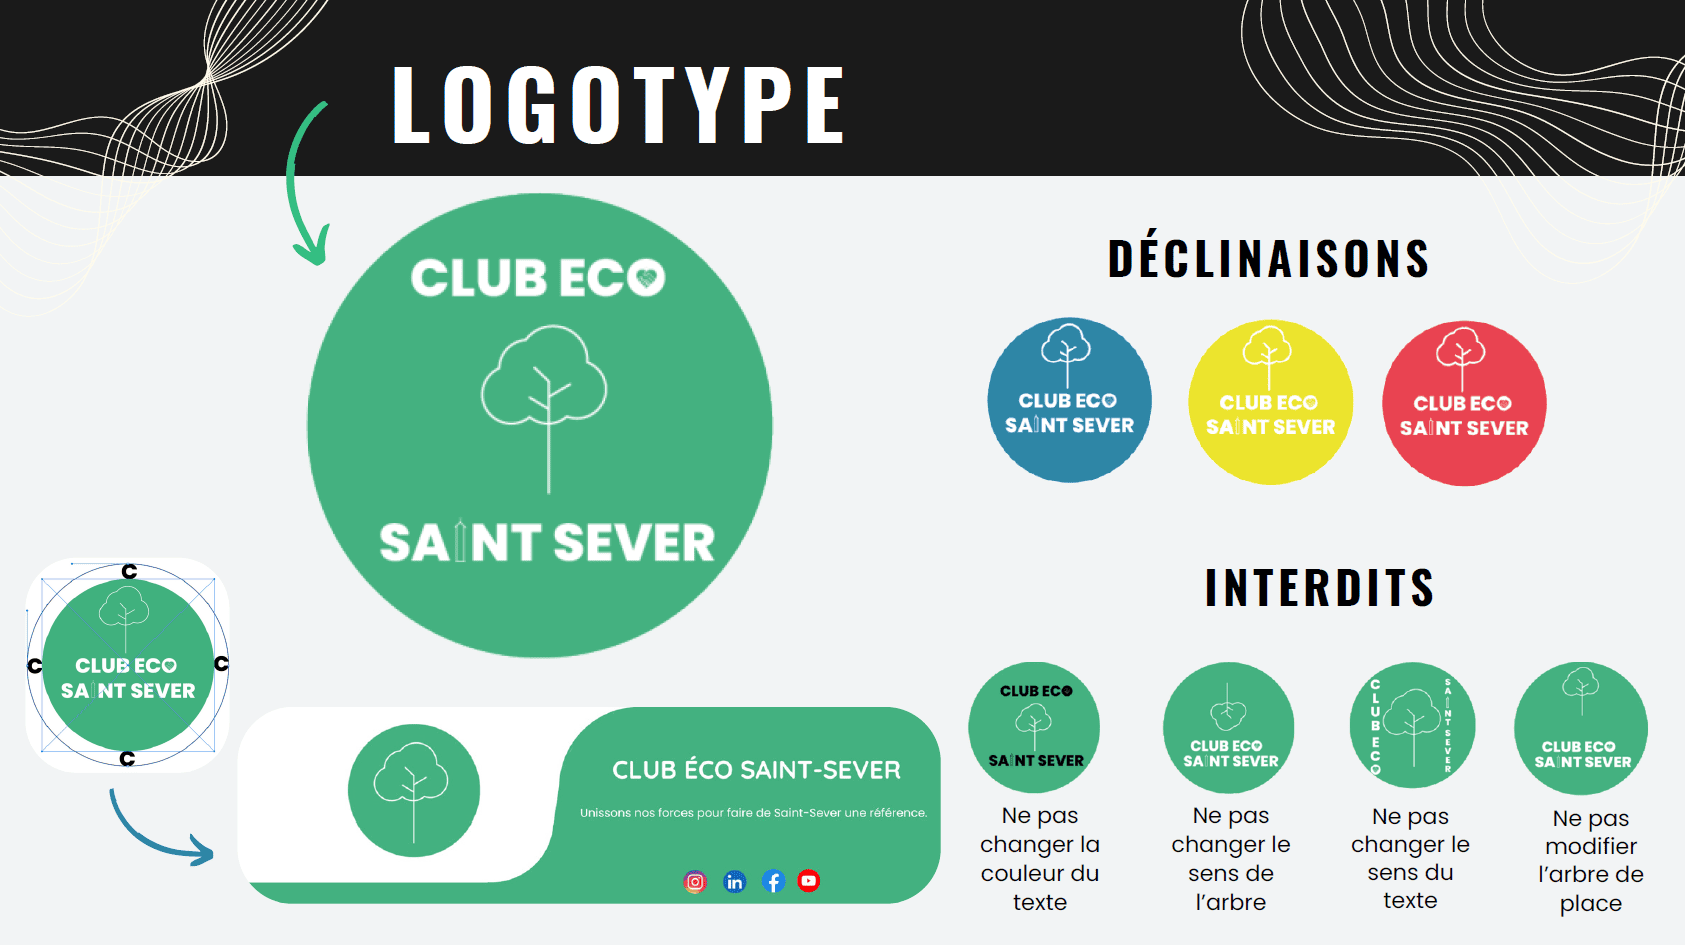 LOGOTYPE
CLUB ECO
SAINT SEVER
DÉCLINAISONS
CLUB ECO
SAINT SEVER
CLUB ECO
SAINT SEVER
CLUB ECO
SAINT SEVER
C
C
C
CLUB ECO
SAINT SEVER
C
CLUB ÉCO SAINT-SEVER
Unissons nos forces pour faire de Saint-Sever une référence.
in
f
INTERDITS
CLUB ECO
SAINT SEVER
Ne pas
changer la
couleur du
texte
CLUB ECO
SAINT SEVER
Ne pas
changer le
sens de
l’arbre
CLUB ECO
SAINT SEVER
Ne pas
changer le
sens du
texte
CLUB ECO
SAINT SEVER
Ne pas
modifier
l’arbre de
place